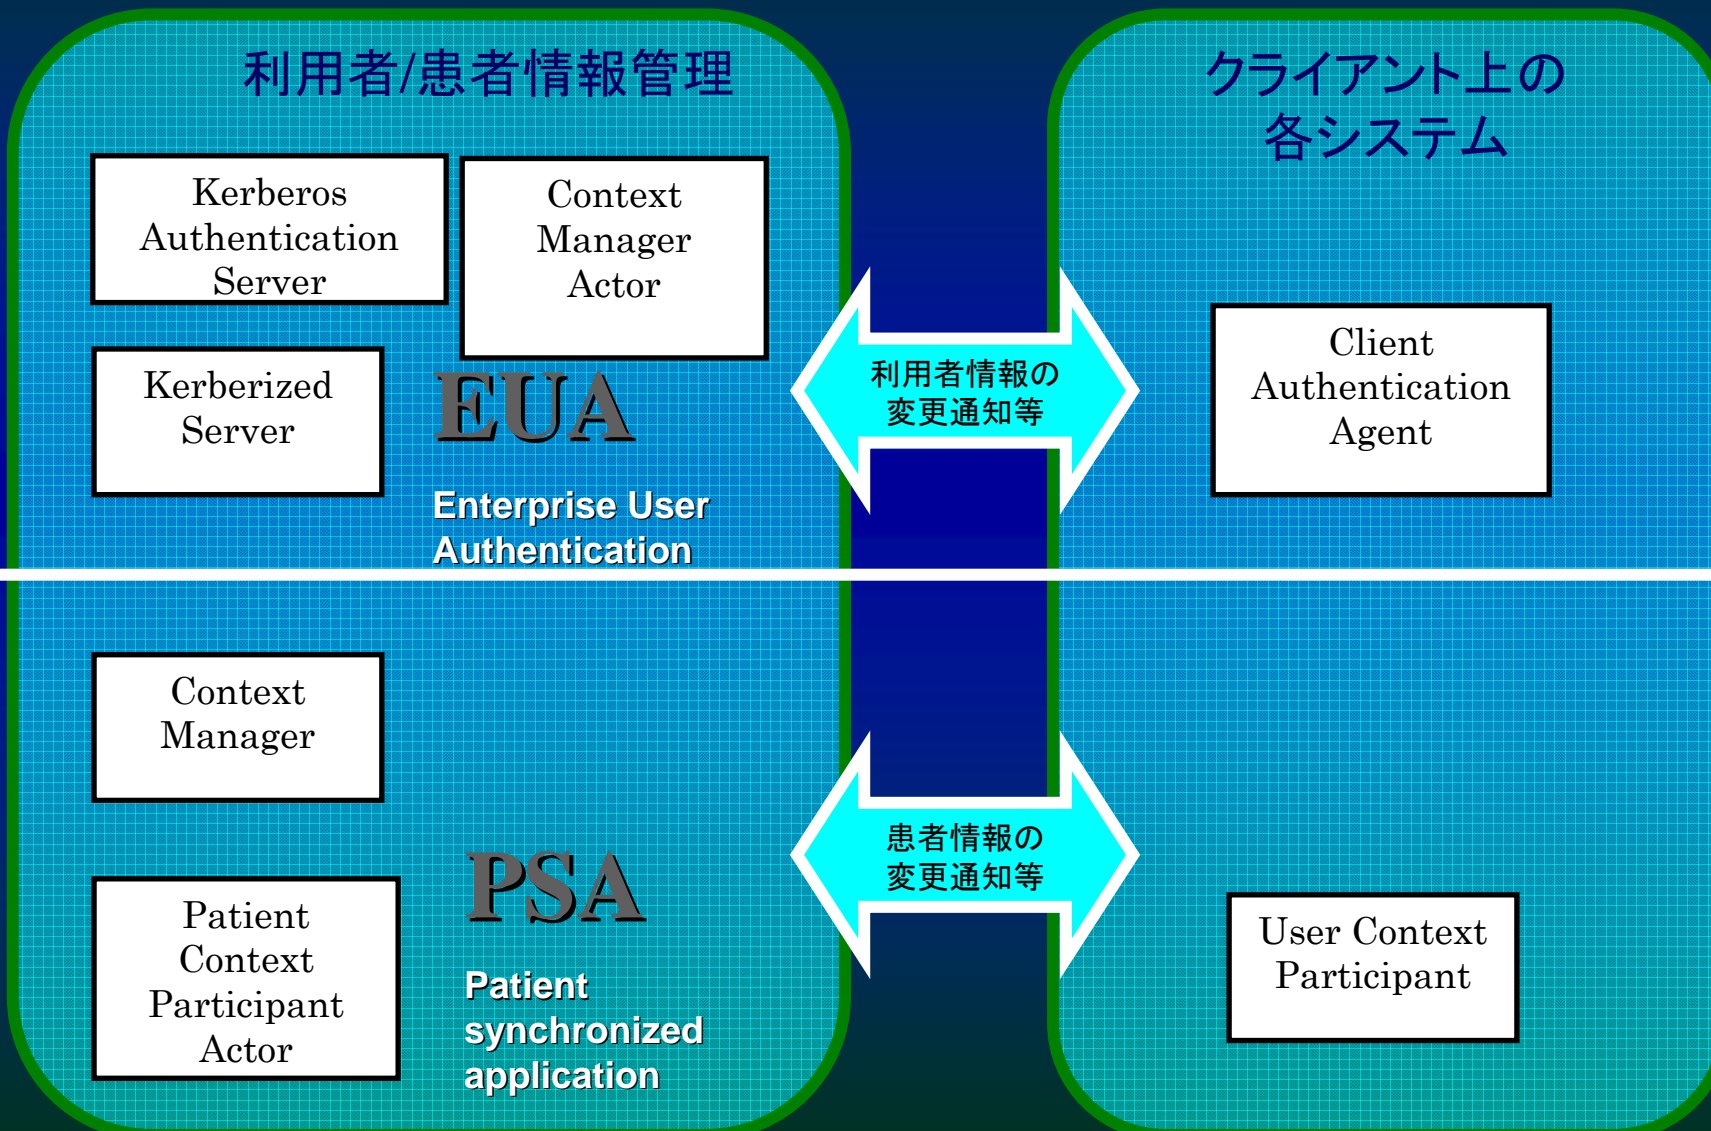 利用者/患者情報管理
Kerberos
Authentication
Server
Context
Manager
Actor
Kerberized
Server
EUA
Enterprise User
Authentication
利用者情報の
変更通知等
クライアント上の
各システム
Client
Authentication
Agent
Context
Manager
Patient
Context
Participant
Actor
PSA
Patient
synchronized
application
患者情報の
変更通知等
User Context
Participant